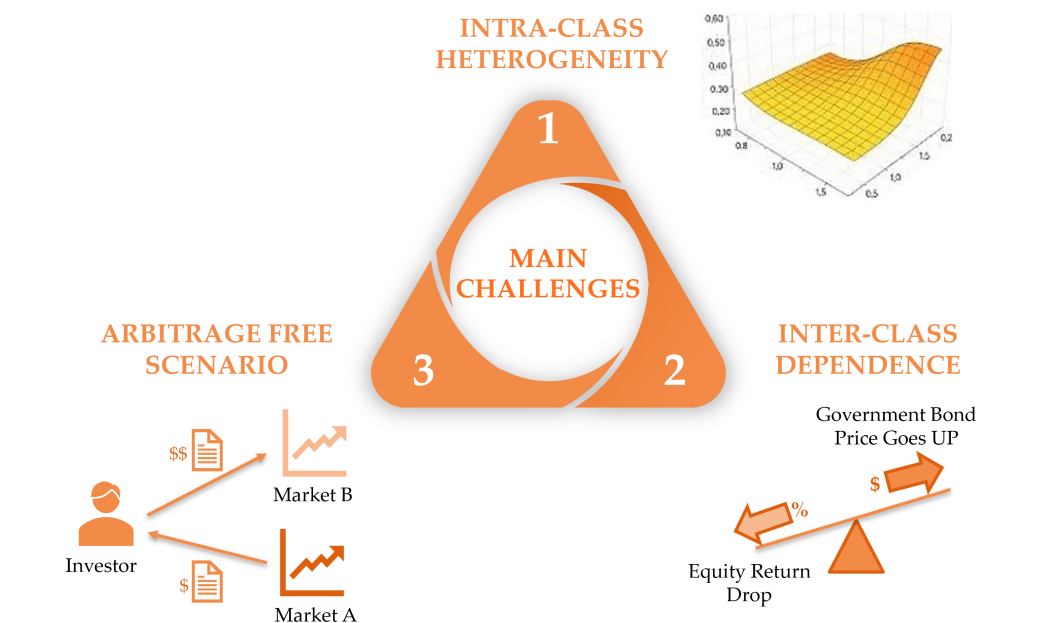 INTRA-CLASS
HETEROGENEITY
0,60
0,50
0,40
0,30
0,20
0,10
0,8
1,0
1,5
0,5
1,0
1,5
0,2
1
MAIN
CHALLENGES
3
2
ARBITRAGE FREE
SCENARIO
$$
Market B
Investor
$
Market A
INTER-CLASS
DEPENDENCE
Government Bond
Price Goes UP
$
%
Equity Return
Drop